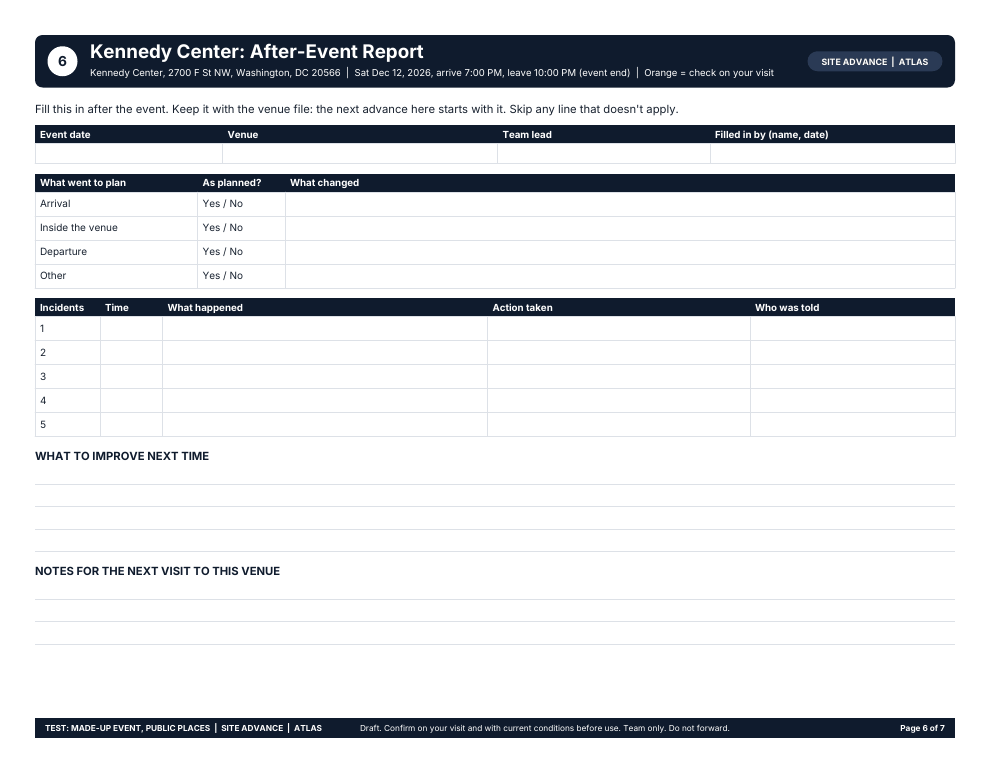 6
Kennedy Center: After-Event Report
Kennedy Center, 2700 F St NW, Washington, DC 20566 | Sat Dec 12, 2026, arrive 7:00 PM, leave 10:00 PM (event end) | Orange = check on your visit
SITE ADVANCE | ATLAS
Fill this in after the event. Keep it with the venue file: the next advance here starts with it. Skip any line that doesn't apply.
Event date Venue Team lead Filled in by (name, date)
What went to plan As planned? What changed
Arrival Yes / No
Inside the venue Yes / No
Departure Yes / No
Other Yes / No
Incidents Time What happened Action taken Who was told
1
2
3
4
5
WHAT TO IMPROVE NEXT TIME
NOTES FOR THE NEXT VISIT TO THIS VENUE
TEST: MADE-UP EVENT, PUBLIC PLACES | SITE ADVANCE | ATLAS Draft. Confirm on your visit and with current conditions before use. Team only. Do not forward. Page 6 of 7